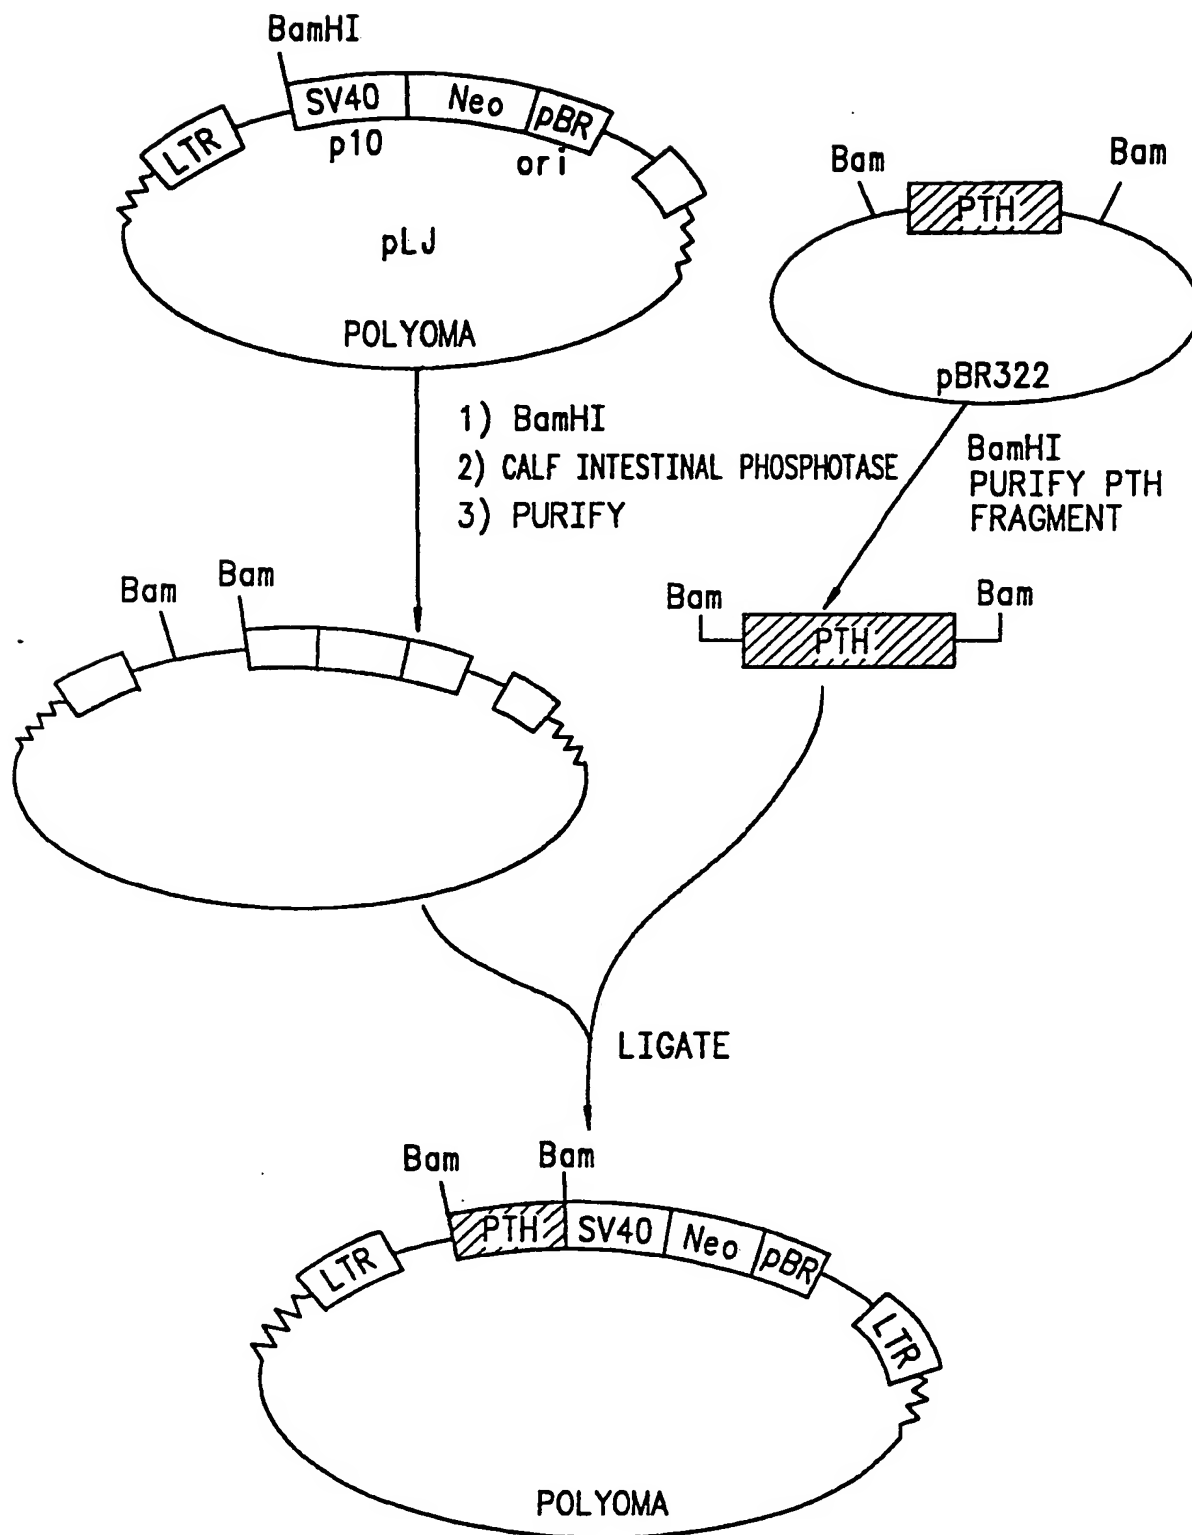 BamHI
SV40 Neo pBR
LTR
p10
ori
pLJ
POLYOMA
Bam
Bam
PTH
pBR322
1) BamHI
2) CALF INTESTINAL PHOSPHOTASE
3) PURIFY
BamHI
PURIFY PTH
FRAGMENT
Bam
Bam
Bam
Bam
PTH
LIGATE
Bam
Bam
LTR
PTH
SV40
Neo
pBR
LTR
POLYOMA